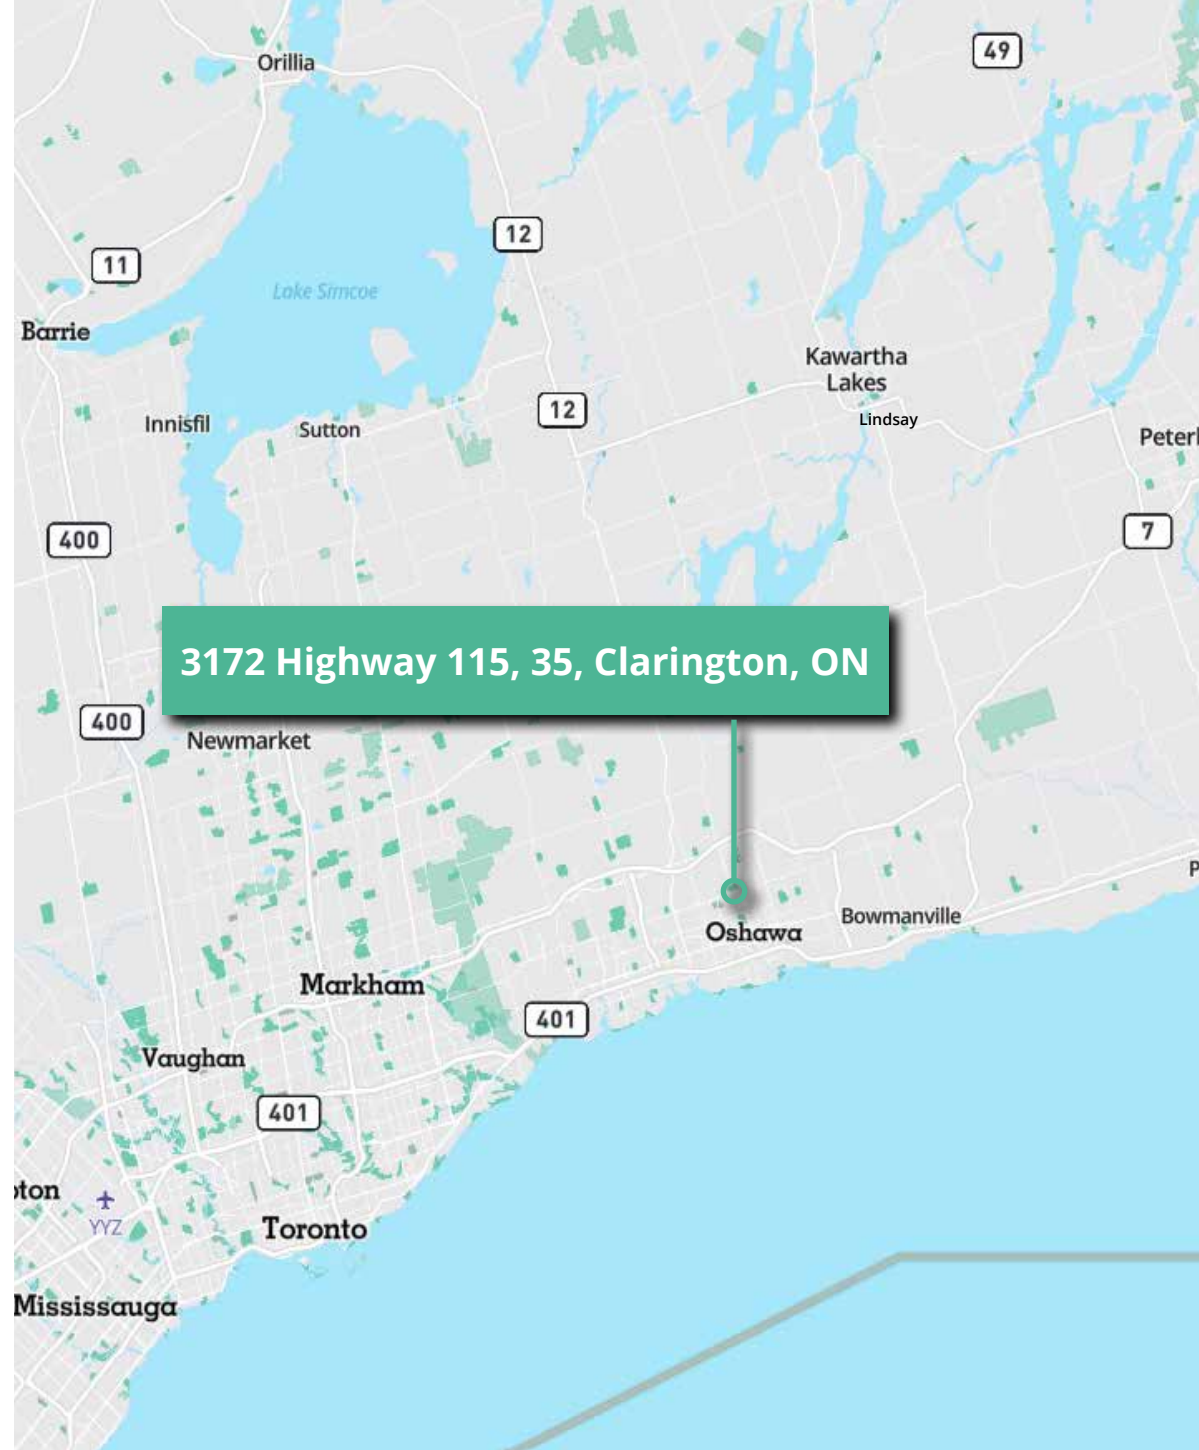 Orillia
49
12
11
Lake Simcoe
Barrie
Kawartha
Lakes
12
Lindsay
Innisfil
Sutton
Peterl
400
7
3172 Highway 115, 35, Clarington, ON
400
Newmarket
P
Bowmanville
Oshawa
Markham
401
Vaughan
401
oton
YYZ
Toronto
Mississauga